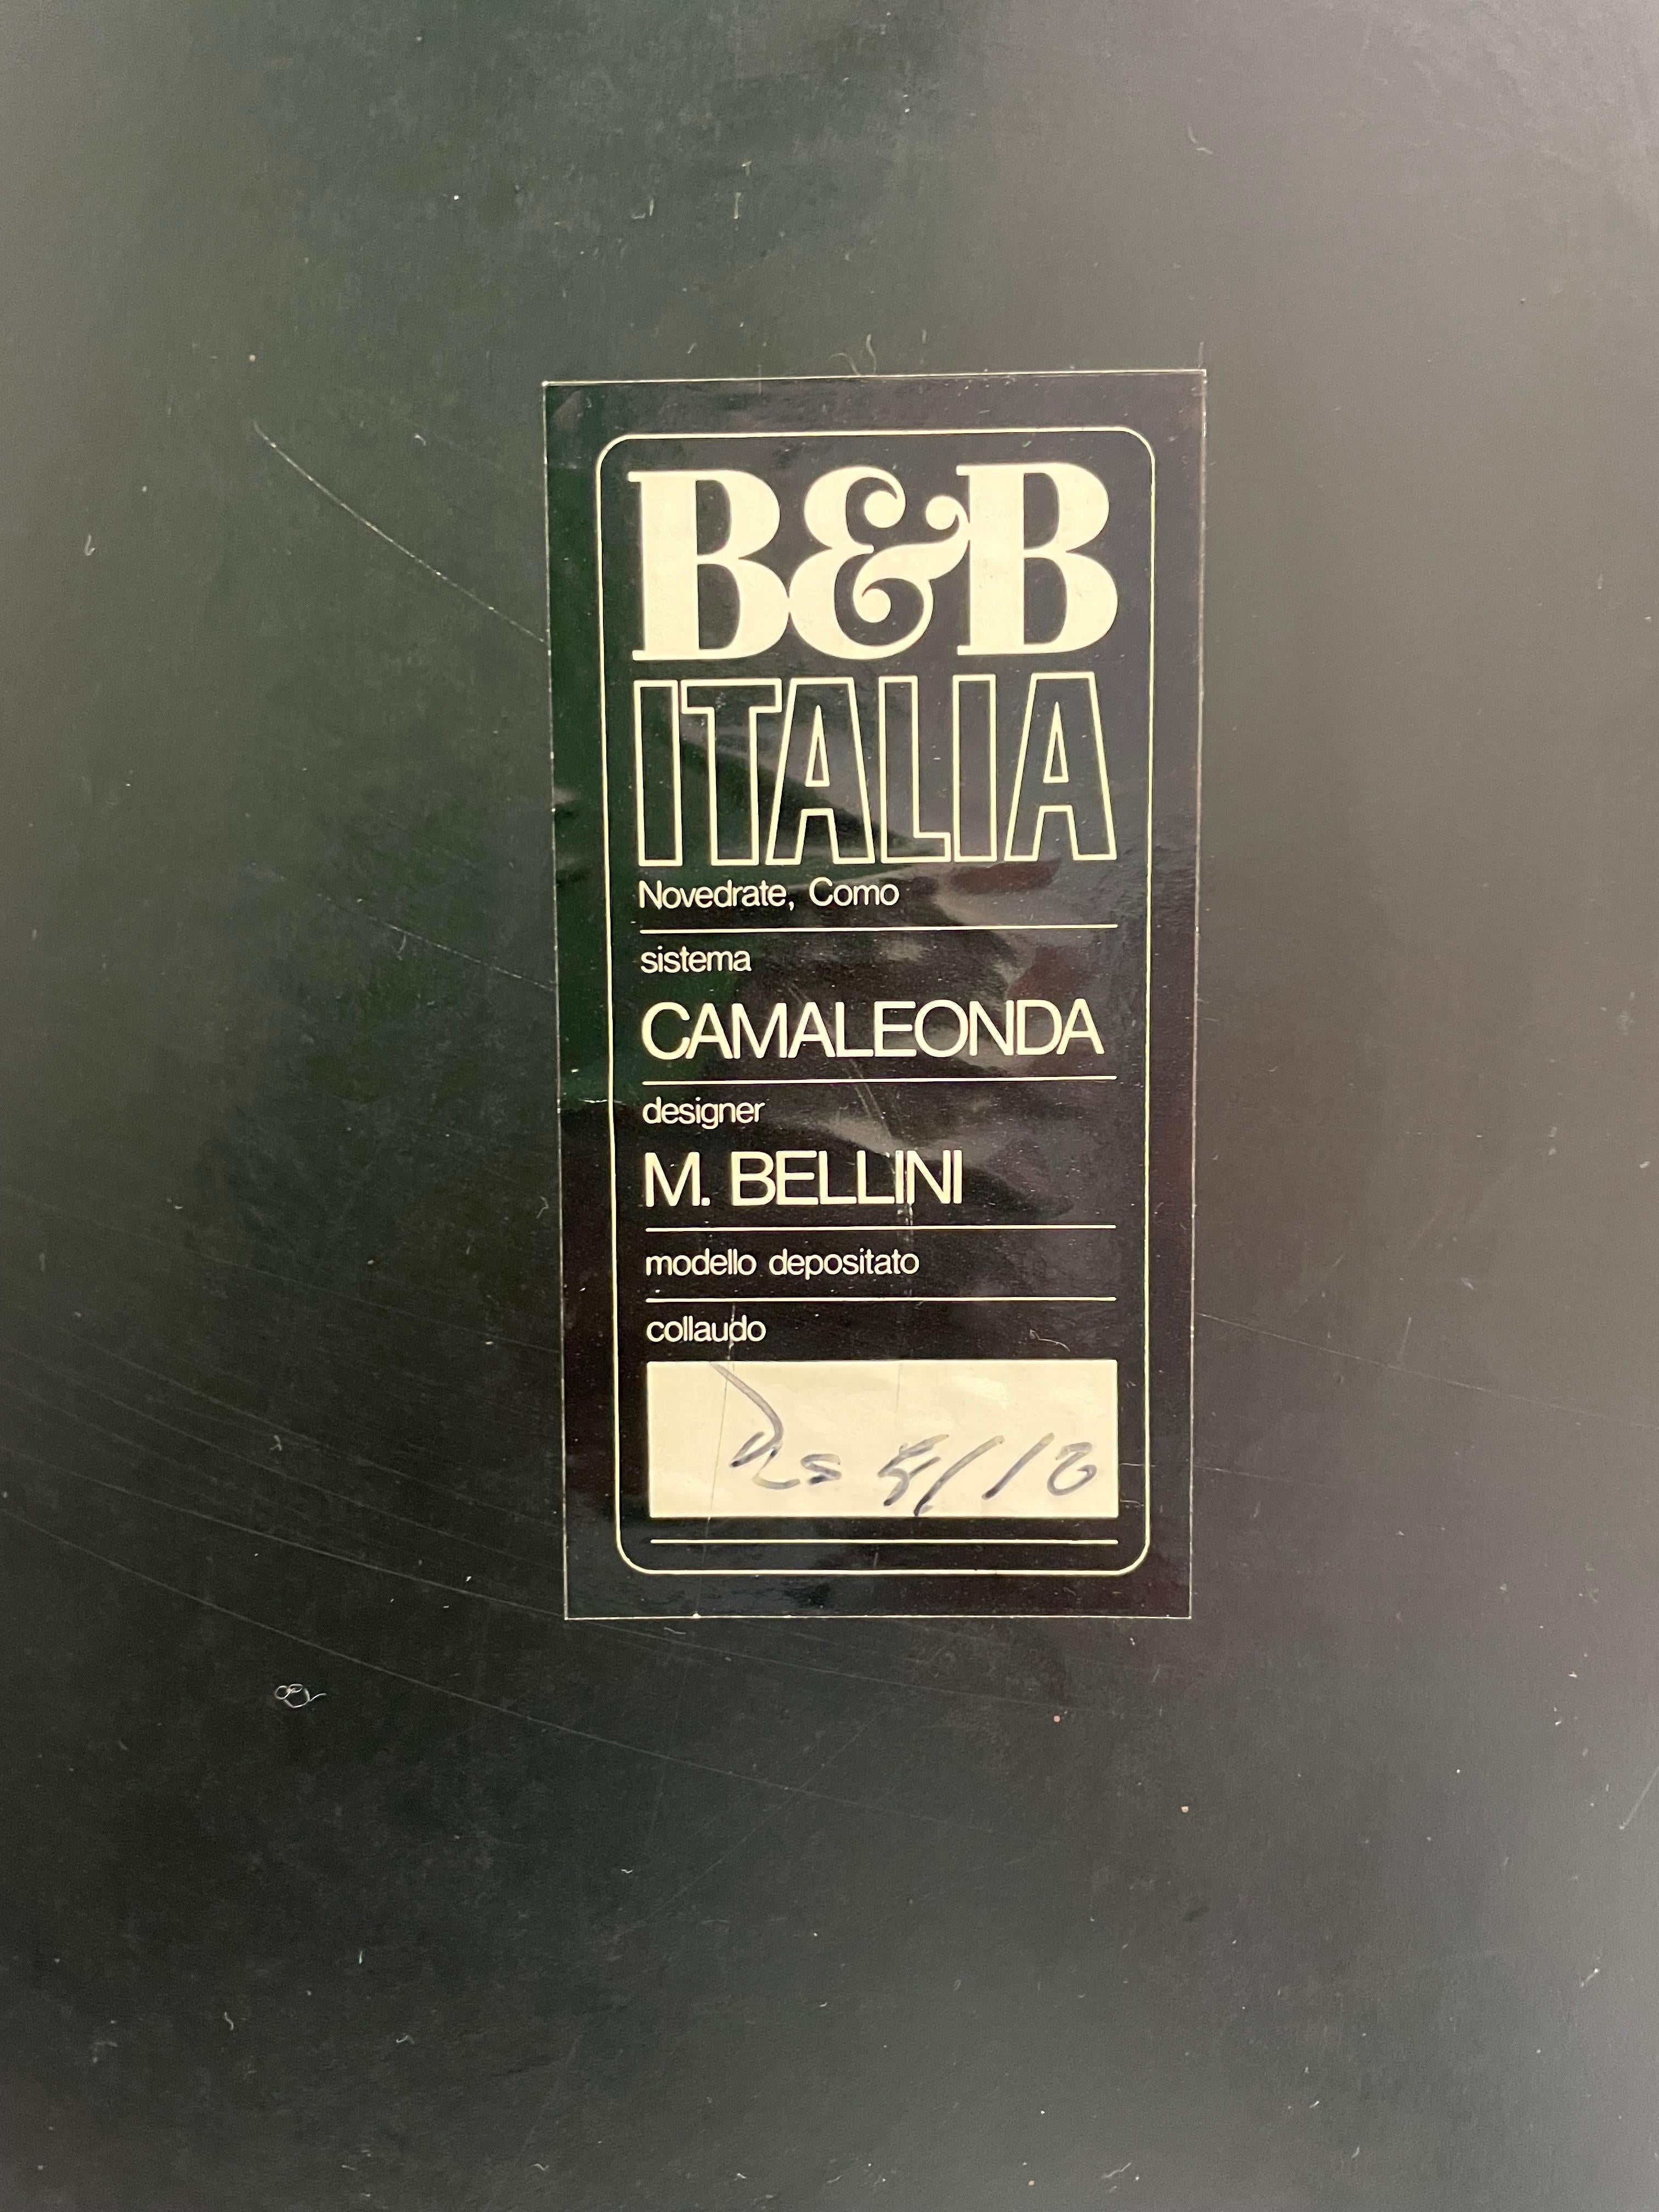 B&B
ITALIA
Novedrate, Como
sistema
CAMALEONDA
designer
M. BELLINI
modello depositato
collaudo